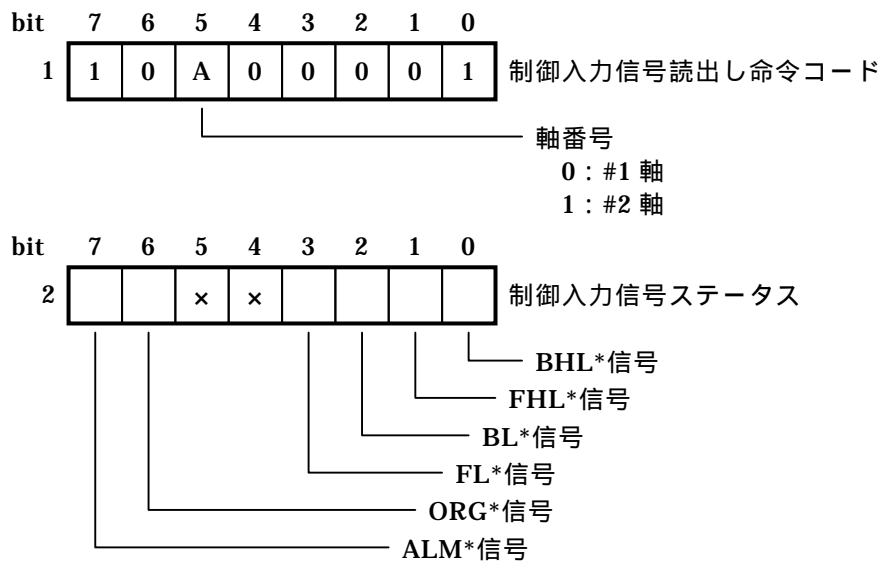 bit 7 6 5 4 3 2 1 0
1 1 0 A 0 0 0 0 1 制御入力信号読出し命令コード
軸番号
0：#1 軸
1：#2 軸
bit 7 6 5 4 3 2 1 0
2 × × 制御入力信号ステータス
BHL*信号
FHL*信号
BL*信号
FL*信号
ORG*信号
ALM*信号